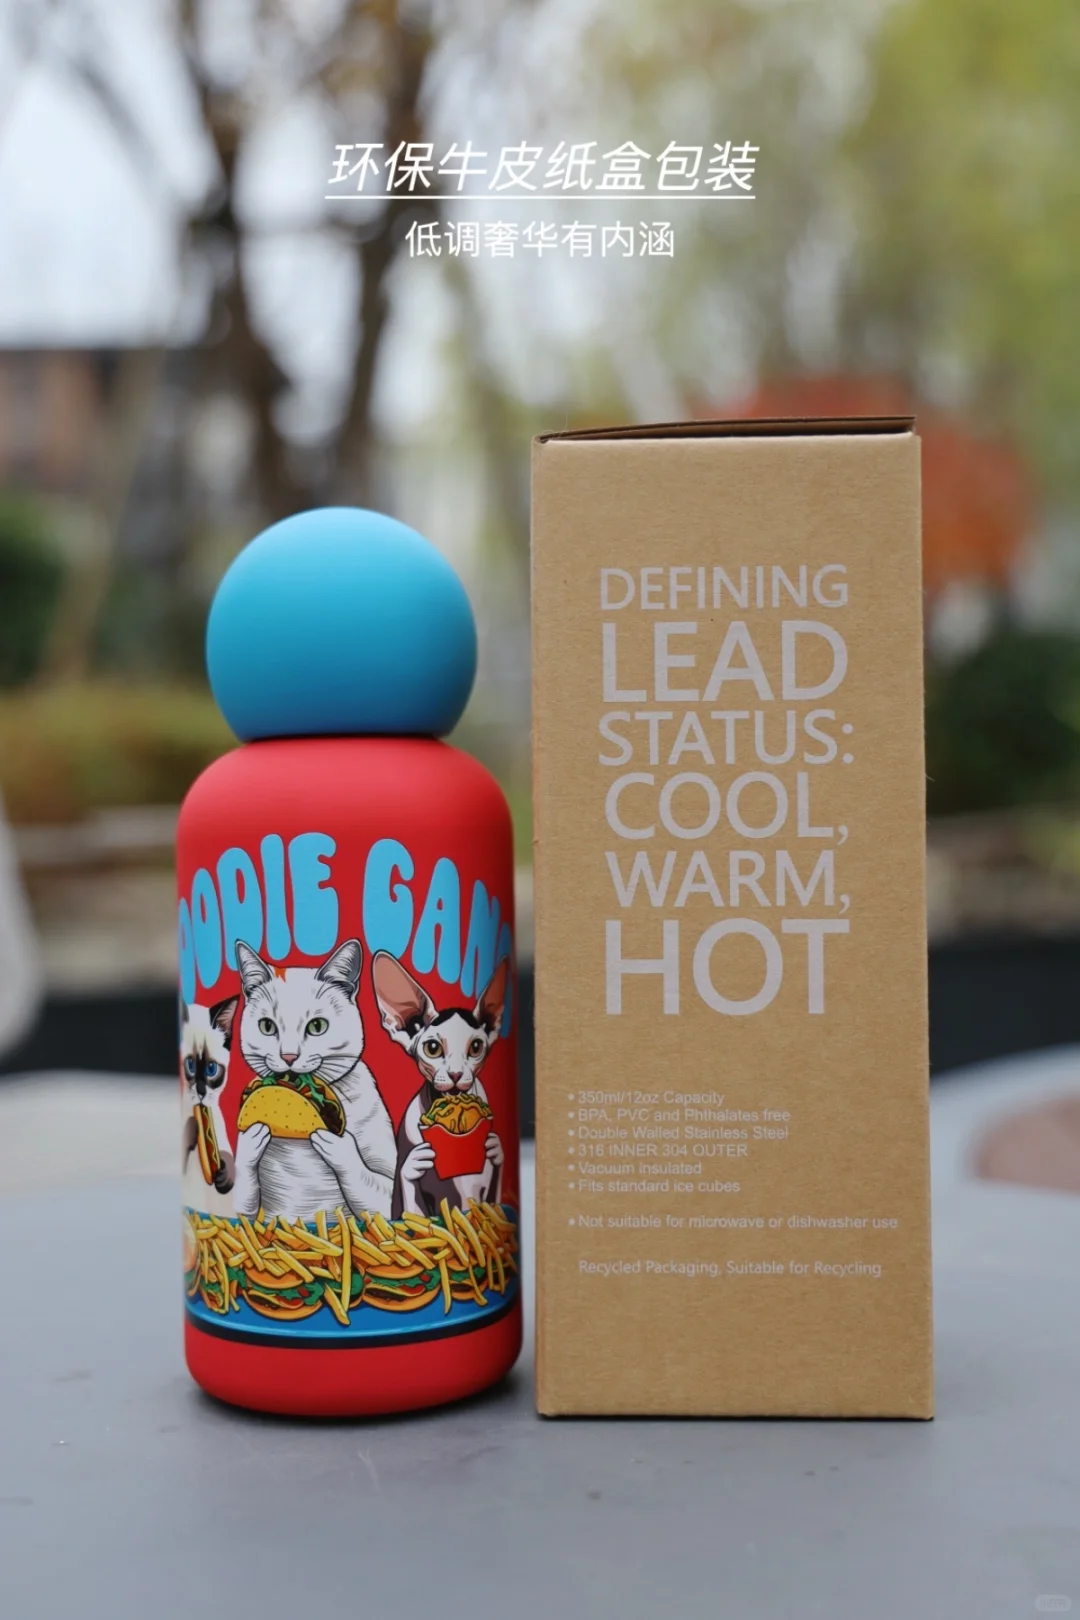 环保牛皮纸盒包装
低调奢华有内涵
OODIE GANG
DEFINING
LEAD
STATUS:
COOL,
WARM,
HOT
• 350ml/12oz Capacity
• BPA, PVC and Phthalates free
• Double Walled Stainless Steel
• 316 INNER 304 OUTER
• Vacuum insulated
• Fits standard ice cubes
• Not suitable for microwave or dishwasher use
Recycled Packaging, Suitable for Recycling